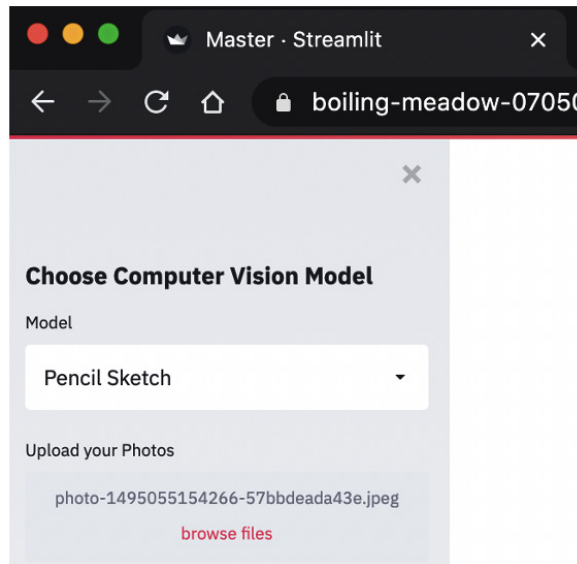 Master · Streamlit
boiling-meadow-07050
Choose Computer Vision Model
Model
Pencil Sketch
Upload your Photos
photo-1495055154266-57bbdeada43e.jpeg
browse files